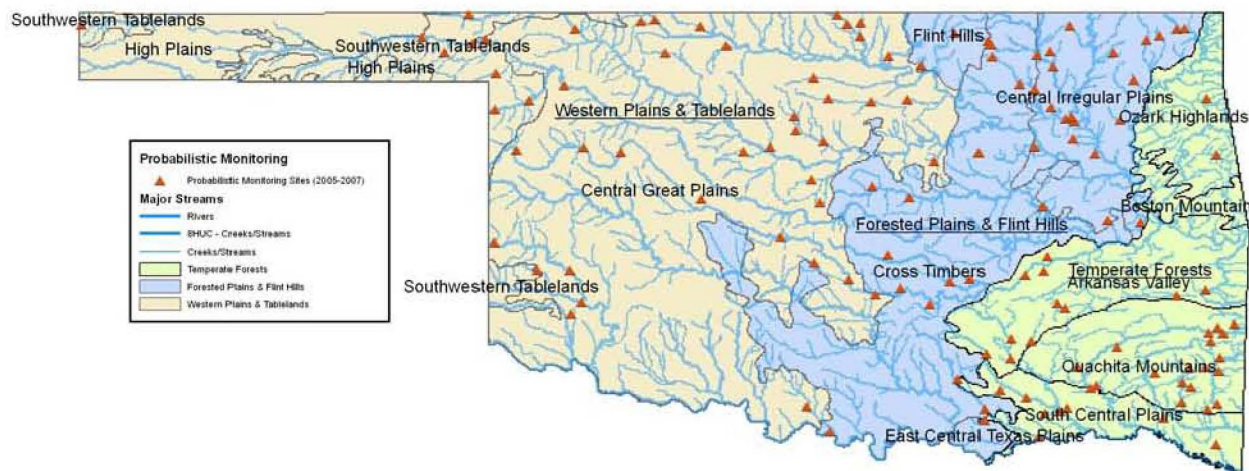 Southwestern Tablelands
High Plains
Southwestern Tablelands
High Plains
Flint Hills
Central Irregular Plains
Ozark Highlands
Western Plains & Tablelands
Central Great Plains
Boston Mountain
Forested Plains & Flint Hills
Cross Timbers
Temperate Forests
Arkansas Valley
Southwestern Tablelands
Ouachita Mountains
South Central Plains
East Central Texas Plains
Probabilistic Monitoring
Probabilistic Monitoring Sites (2005-2007)
Major Streams
Rivers
8HUC - Creeks/Streams
Creeks/Streams
Temperate Forests
Forested Plains & Flint Hills
Western Plains & Tablelands